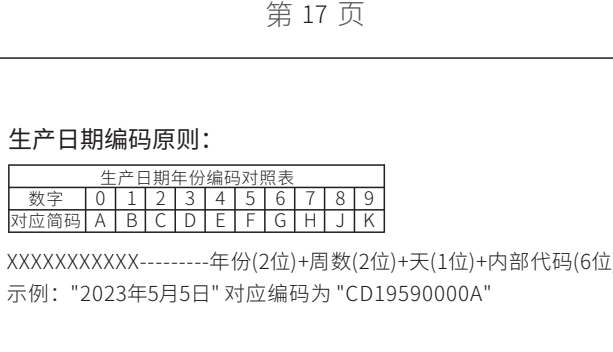 第 17 页
生产日期编码原则：
生产日期年份编码对照表
数字 0 1 2 3 4 5 6 7 8 9
对应简码 A B C D E F G H J K
XXXXXXXXXXX---------年份(2位)+周数(2位)+天(1位)+内部代码(6位
示例："2023年5月5日" 对应编码为 "CD19590000A"